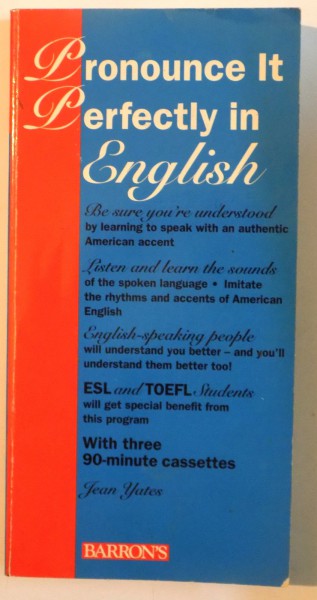 Pronounce It
Perfectly in
English
Be sure you're understood
by learning to speak with an authentic
American accent
Listen and learn the sounds
of the spoken language • Imitate
the rhythms and accents of American
English
English-speaking people
will understand you better – and you'll
understand them better too!
ESL and TOEFL Students
will get special benefit from
this program
With three
90-minute cassettes
Jean Yates
BARRON'S